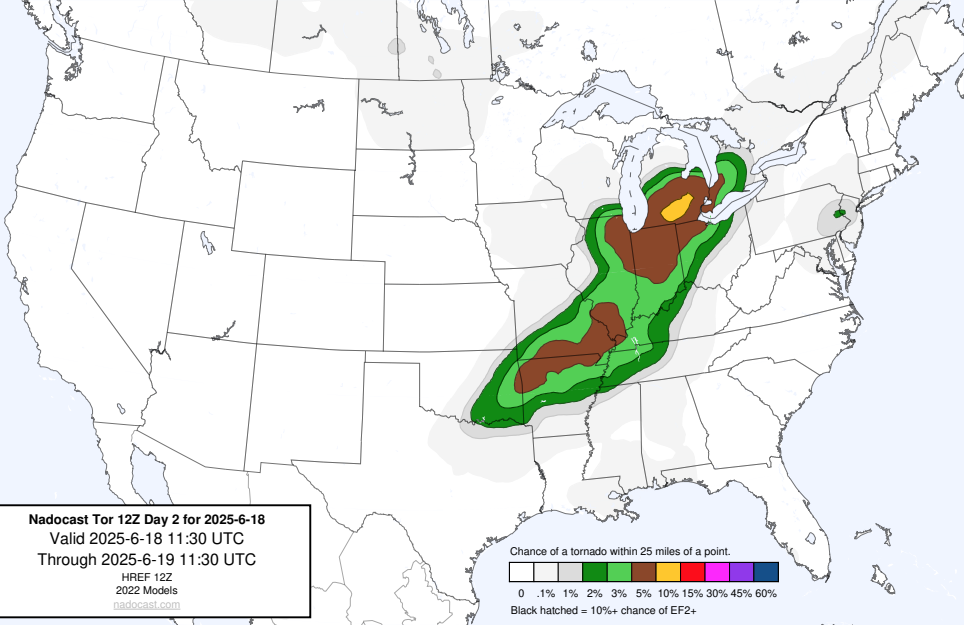 Nadocast Tor 12Z Day 2 for 2025-6-18
Valid 2025-6-18 11:30 UTC
Through 2025-6-19 11:30 UTC
HREF 12Z
2022 Models
nadocast.com
Chance of a tornado within 25 miles of a point.
0 .1% 1% 2% 3% 5% 10% 15% 30% 45% 60%
Black hatched = 10%+ chance of EF2+